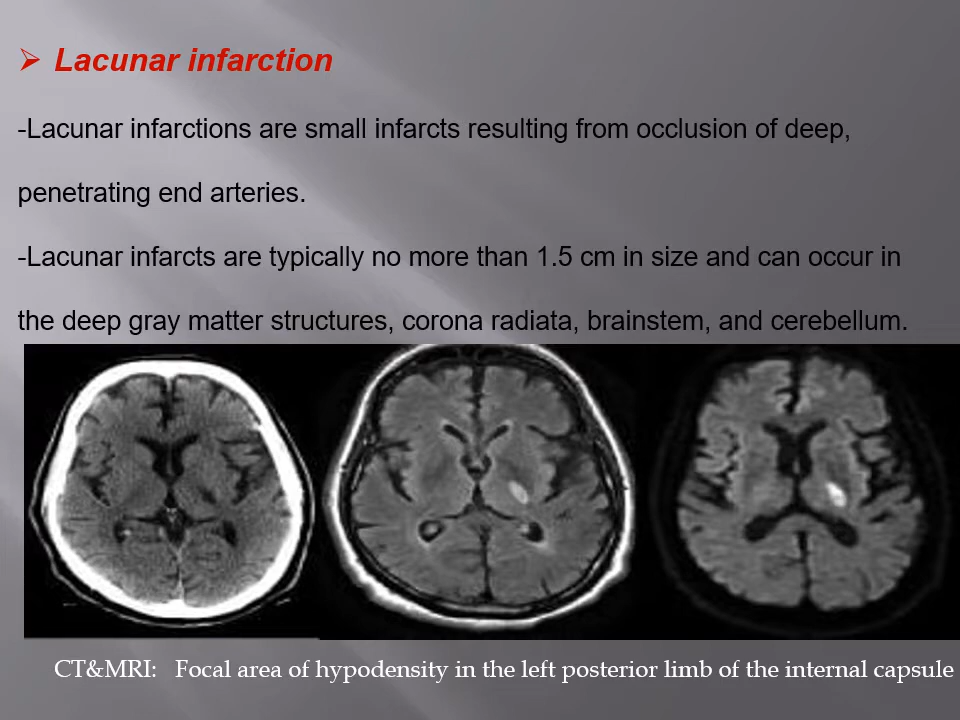 ➢ Lacunar infarction
-Lacunar infarctions are small infarcts resulting from occlusion of deep,
penetrating end arteries.
-Lacunar infarcts are typically no more than 1.5 cm in size and can occur in
the deep gray matter structures, corona radiata, brainstem, and cerebellum.
CT&MRI: Focal area of hypodensity in the left posterior limb of the internal capsule